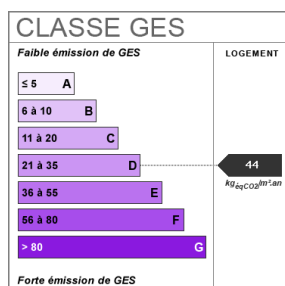 CLASSE GES
Faible émission de GES
LOGEMENT
≤ 5 A
6 à 10 B
11 à 20 C
21 à 35 D
44
kgéqCO2/m².an
36 à 55 E
56 à 80 F
> 80 G
Forte émission de GES